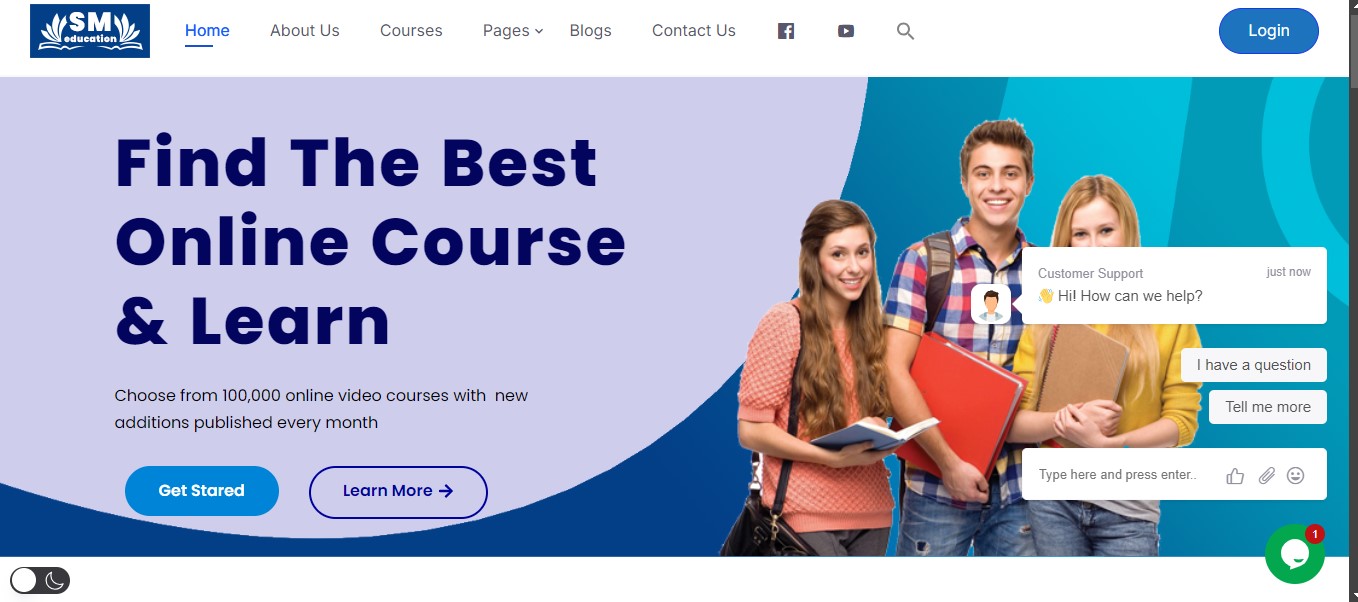 SM
education
Home
About Us
Courses
Pages
Blogs
Contact Us
Login
Find The Best
Online Course
& Learn
Choose from 100,000 online video courses with  new
additions published every month
Get Stared
Learn More →
Customer Support
just now
👋 Hi! How can we help?
I have a question
Tell me more
Type here and press enter..
1